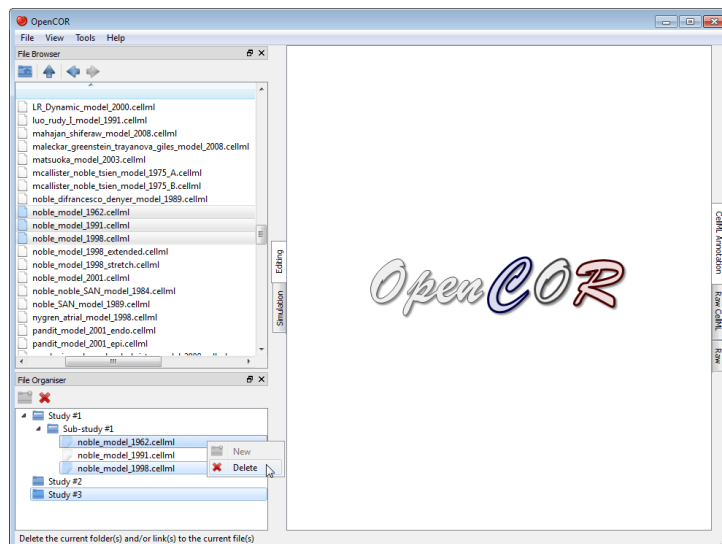 OpenCOR
File View Tools Help
File Browser
LR_Dynamic_model_2000.cellml
luo_rudy_I_model_1991.cellml
mahajan_shiferaw_model_2008.cellml
maleckar_greenstein_trayanova_giles_model_2008.cellml
matsuoka_model_2003.cellml
mcallister_noble_tsien_model_1975_A.cellml
mcallister_noble_tsien_model_1975_B.cellml
noble_difrancesco_denyer_model_1989.cellml
noble_model_1962.cellml
noble_model_1991.cellml
noble_model_1998.cellml
noble_model_1998_extended.cellml
noble_model_1998_stretch.cellml
noble_model_2001.cellml
noble_noble_SAN_model_1984.cellml
noble_SAN_model_1989.cellml
nygren_atrial_model_1998.cellml
pandit_model_2001_endo.cellml
pandit_model_2001_epi.cellml
File Organiser
Study #1
Sub-study #1
noble_model_1962.cellml
noble_model_1991.cellml
noble_model_1998.cellml
Study #2
Study #3
New
Delete
Editing
Simulation
OpenCOR
CellML Annotation
Raw CellML
Raw
Delete the current folder(s) and/or link(s) to the current file(s)